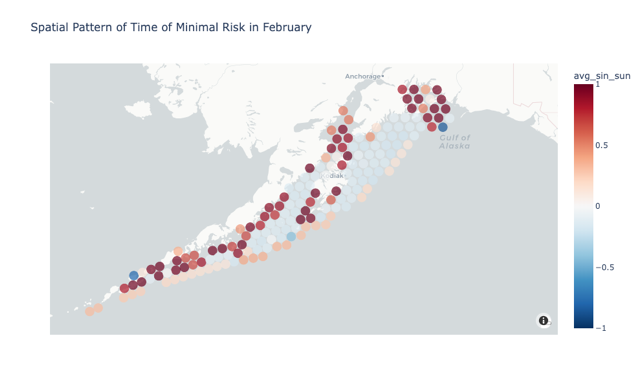 Spatial Pattern of Time of Minimal Risk in February
avg_sin_sun
Anchorage
Gulf of
Alaska
diak
1
0.5
0
−0.5
−1